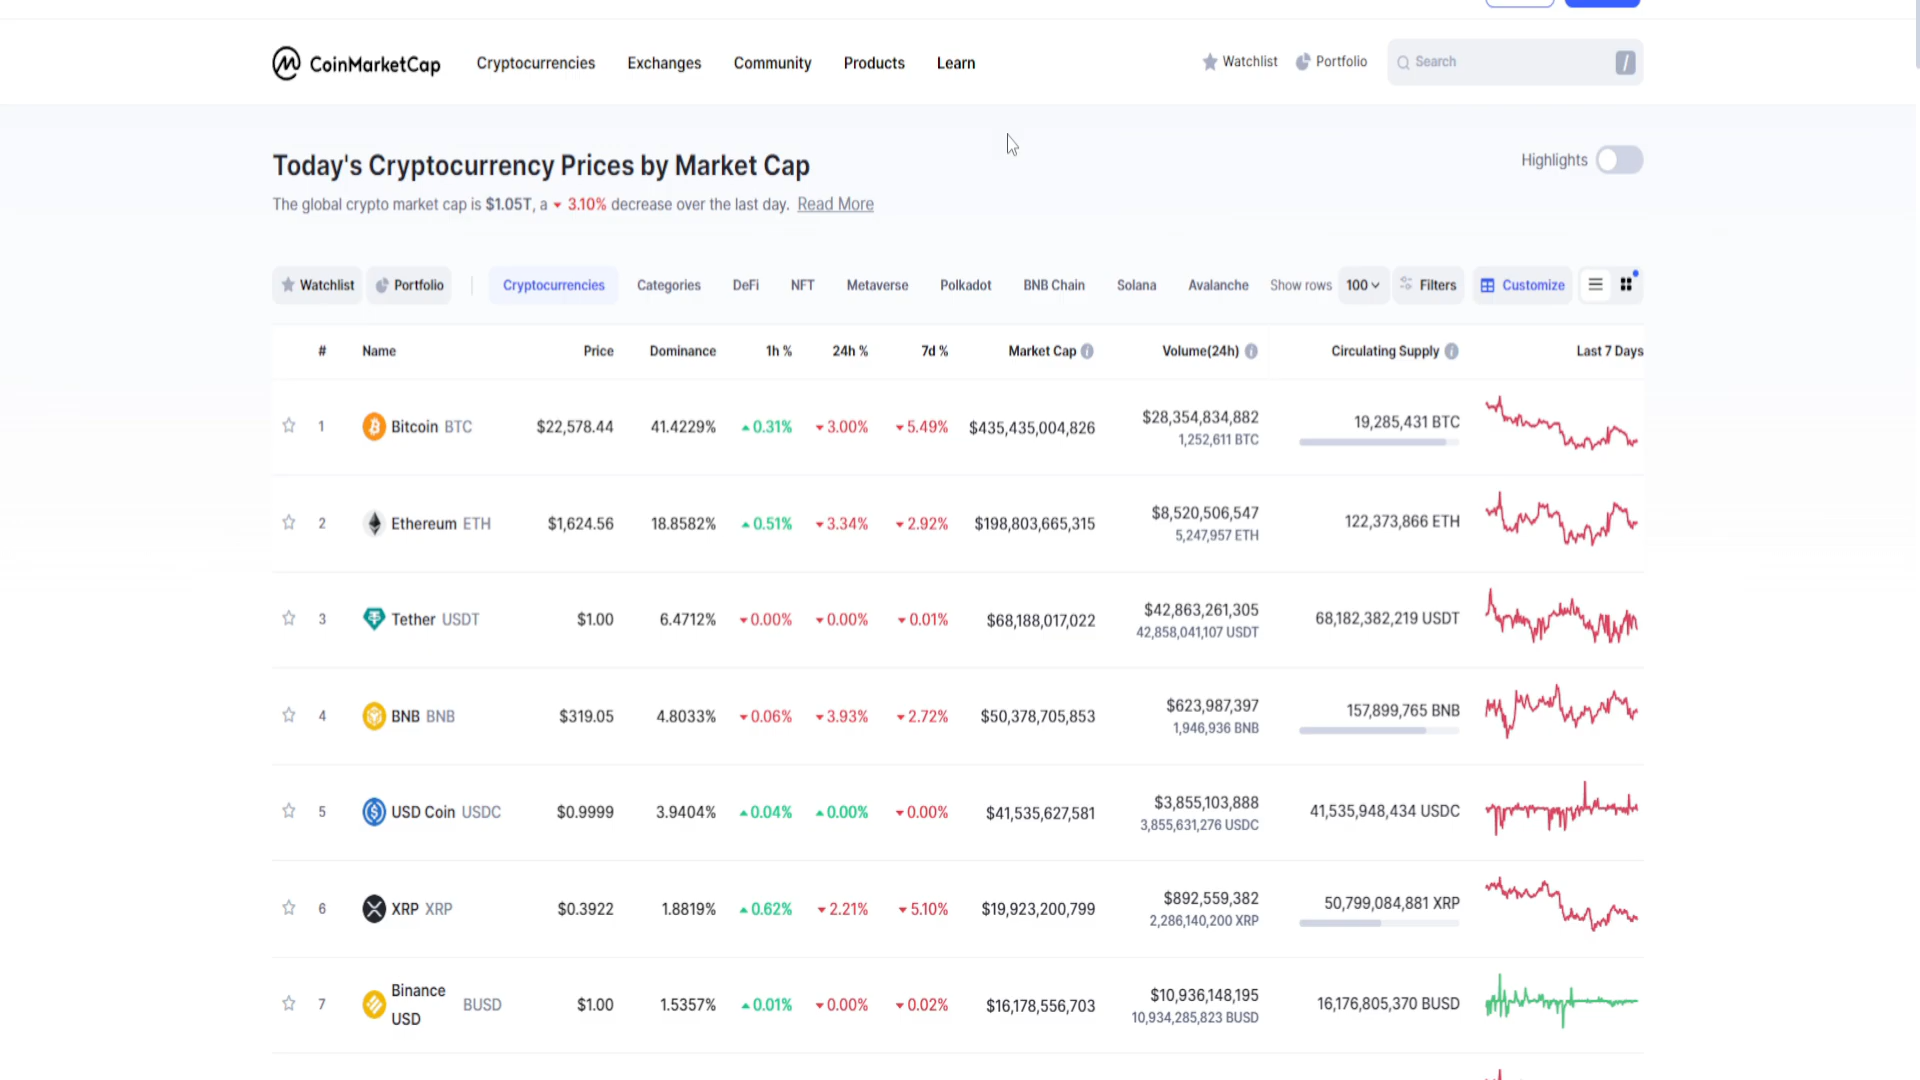 CoinMarketCap Cryptocurrencies Exchanges Community Products Learn Watchlist Portfolio Search /
Today's Cryptocurrency Prices by Market Cap Highlights
The global crypto market cap is $1.05T, a 3.10% decrease over the last day. Read More
Watchlist Portfolio Cryptocurrencies Categories DeFi NFT Metaverse Polkadot BNB Chain Solana Avalanche Show rows 100 Filters Customize
# Name Price Dominance 1h % 24h % 7d % Market Cap Volume(24h) Circulating Supply Last 7 Days
1 Bitcoin BTC $22,578.44 41.4229% 0.31% 3.00% 5.49% $435,435,004,826 $28,354,834,882 19,285,431 BTC
1,252,611 BTC
2 Ethereum ETH $1,624.56 18.8582% 0.51% 3.34% 2.92% $198,803,665,315 $8,520,506,547 122,373,866 ETH
5,247,957 ETH
3 Tether USDT $1.00 6.4712% 0.00% 0.00% 0.01% $68,188,017,022 $42,863,261,305 68,182,382,219 USDT
42,858,041,107 USDT
4 BNB BNB $319.05 4.8033% 0.06% 3.93% 2.72% $50,378,705,853 $623,987,397 157,899,765 BNB
1,946,936 BNB
5 USD Coin USDC $0.9999 3.9404% 0.04% 0.00% 0.00% $41,535,627,581 $3,855,103,888 41,535,948,434 USDC
3,855,631,276 USDC
6 XRP XRP $0.3922 1.8819% 0.62% 2.21% 5.10% $19,923,200,799 $892,559,382 50,799,084,881 XRP
2,286,140,200 XRP
7 Binance USD BUSD $1.00 1.5357% 0.01% 0.00% 0.02% $16,178,556,703 $10,936,148,195 16,176,805,370 BUSD
10,934,285,823 BUSD